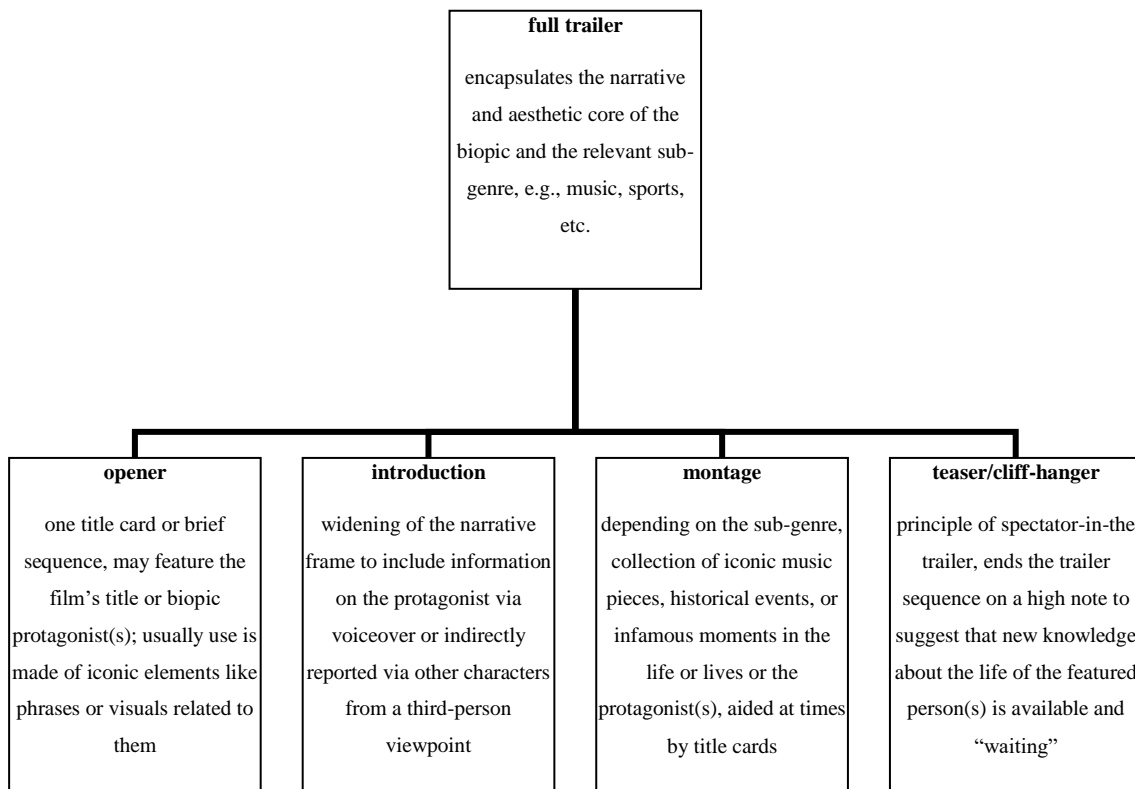 full trailer
encapsulates the narrative
and aesthetic core of the
biopic and the relevant sub-
genre, e.g., music, sports,
etc.
opener
one title card or brief
sequence, may feature the
film's title or biopic
protagonist(s); usually use is
made of iconic elements like
phrases or visuals related to
them
introduction
widening of the narrative
frame to include information
on the protagonist via
voiceover or indirectly
reported via other characters
from a third-person
viewpoint
montage
depending on the sub-genre,
collection of iconic music
pieces, historical events, or
infamous moments in the
life or lives or the
protagonist(s), aided at times
by title cards
teaser/cliff-hanger
principle of spectator-in-the
trailer, ends the trailer
sequence on a high note to
suggest that new knowledge
about the life of the featured
person(s) is available and
“waiting”